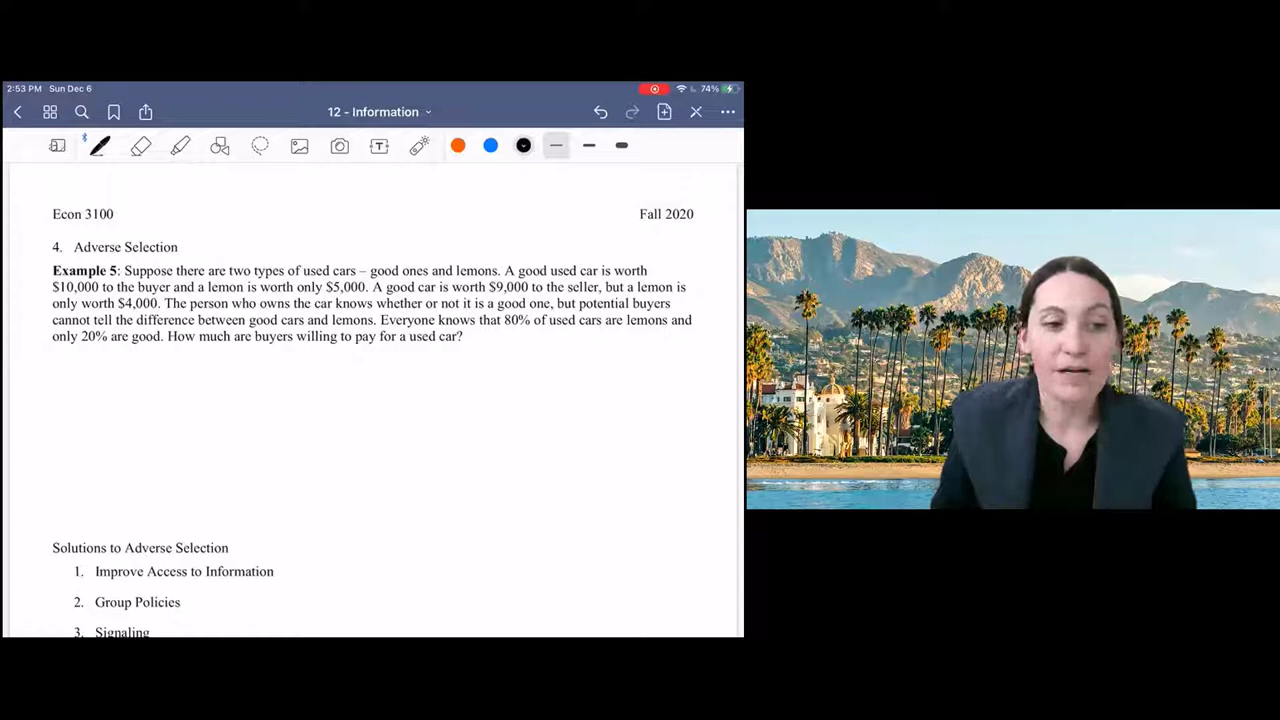 2:53 PM Sun Dec 6
74%
12 - Information
T
Econ 3100
Fall 2020
4. Adverse Selection
Example 5: Suppose there are two types of used cars – good ones and lemons. A good used car is worth
$10,000 to the buyer and a lemon is worth only $5,000. A good car is worth $9,000 to the seller, but a lemon is
only worth $4,000. The person who owns the car knows whether or not it is a good one, but potential buyers
cannot tell the difference between good cars and lemons. Everyone knows that 80% of used cars are lemons and
only 20% are good. How much are buyers willing to pay for a used car?
Solutions to Adverse Selection
1. Improve Access to Information
2. Group Policies
3. Signaling